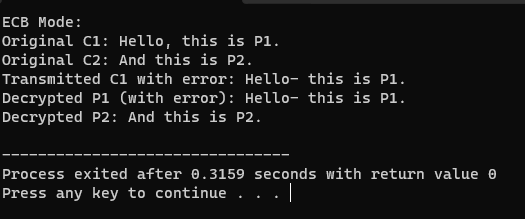 ECB Mode:
Original C1: Hello, this is P1.
Original C2: And this is P2.
Transmitted C1 with error: Hello- this is P1.
Decrypted P1 (with error): Hello- this is P1.
Decrypted P2: And this is P2.
--------------------------------
Process exited after 0.3159 seconds with return value 0
Press any key to continue . . .